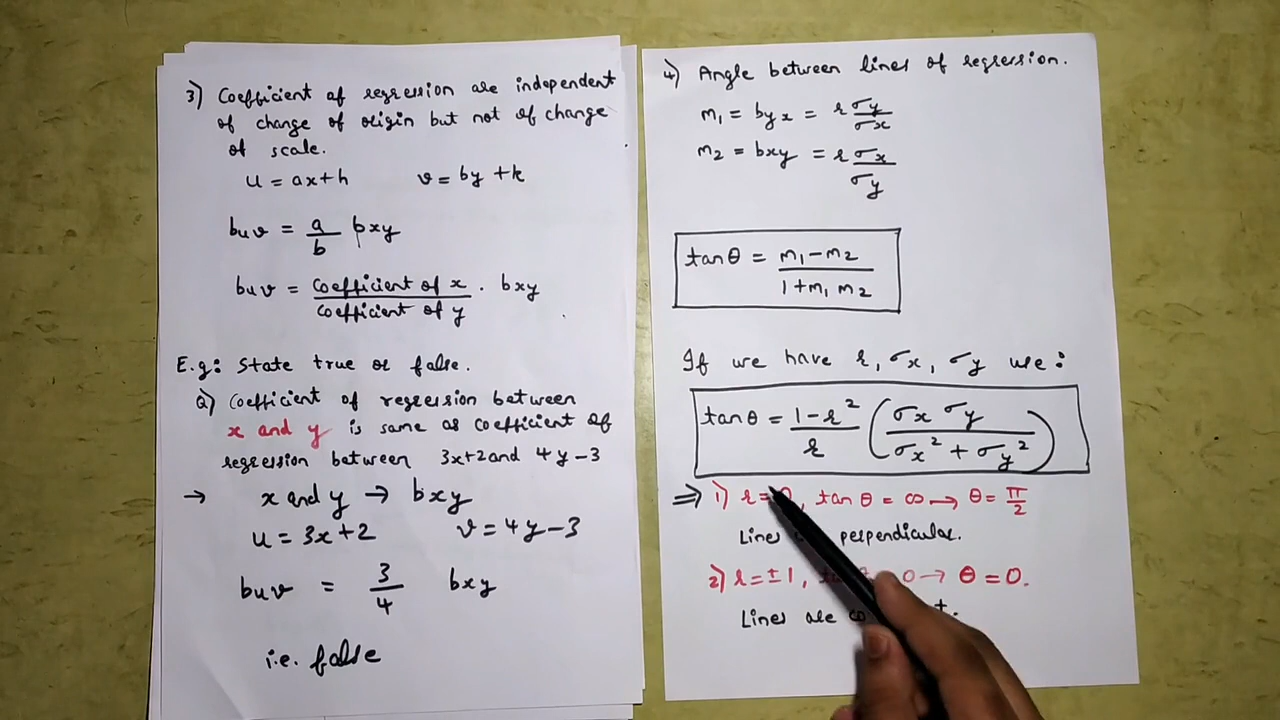 3) Coefficient of regression are independent
of change of origin but not of change
of scale.
u = ax+h v = by +k
buv = a/b bxy
buv = coefficient of x / coefficient of y . bxy
E.g: State true or false.
Q) Coefficient of regression between
x and y is same as coefficient of
regression between 3x+2 and 4y-3
→ x and y → bxy
u = 3x+2 v = 4y-3
buv = 3/4 bxy
i.e. false
4) Angle between lines of regression.
m1 = byx = r σy/σx
m2 = bxy = r σx/σy
tan θ = m1-m2 / 1+m1 m2
If we have r, σx, σy use:
tan θ = 1-r²/r (σx σy / σx² + σy²)
⇒ 1) r=0, tan θ = ∞ → θ = π/2
Lines perpendicular.
2) r=±1, 0 → θ = 0.
Lines are